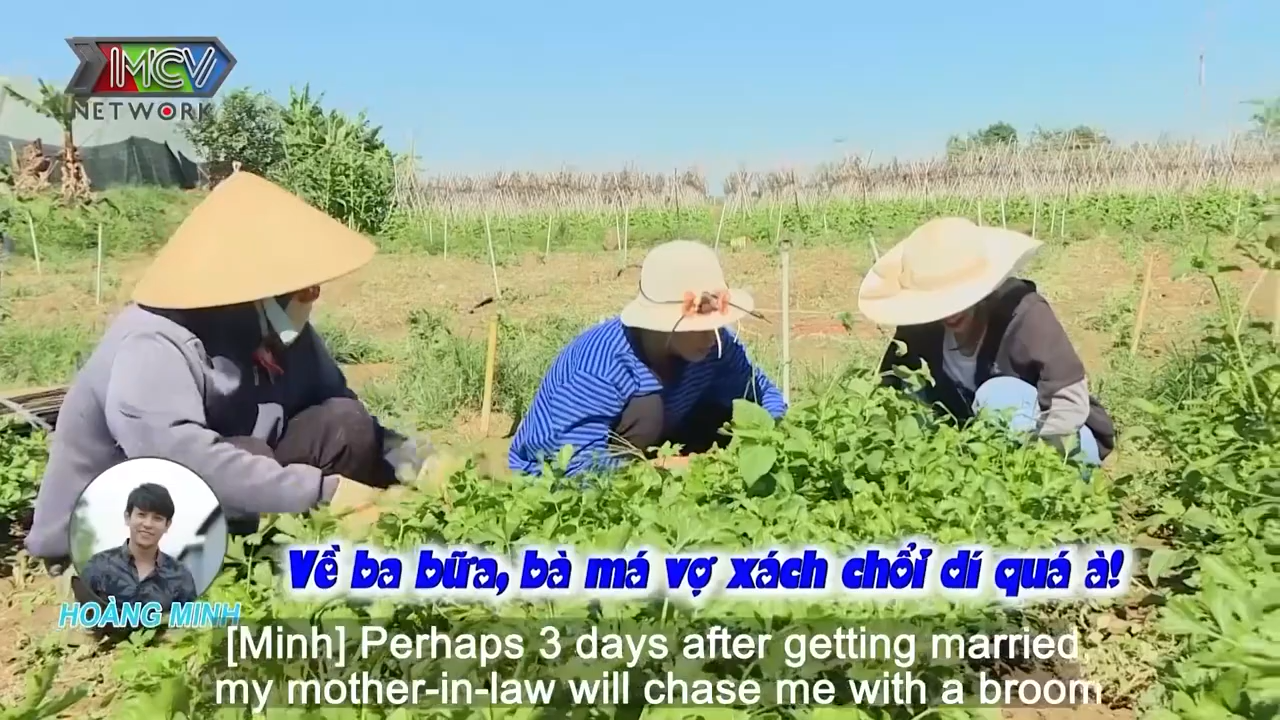 MCV
NETWORK
Về ba bữa, bà má vợ xách chổi dí quá à!
HOÀNG MINH
[Minh] Perhaps 3 days after getting married,
my mother-in-law will chase me with a broom